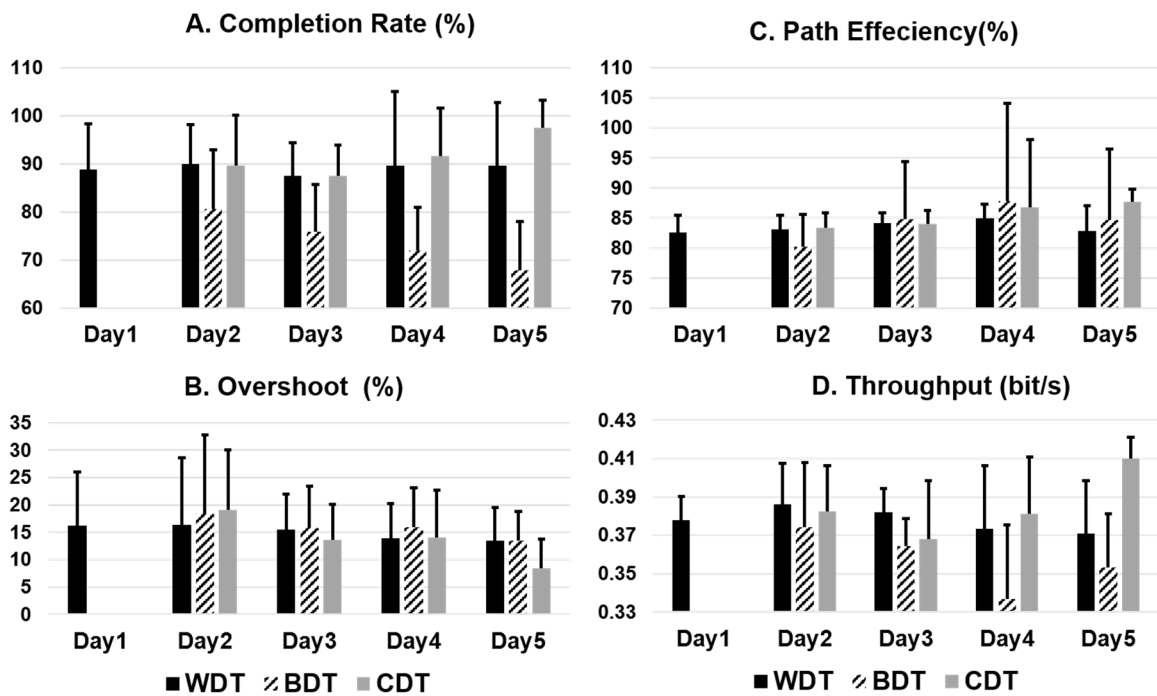 A. Completion Rate (%)
110
100
90
80
70
60
Day1 Day2 Day3 Day4 Day5
B. Overshoot (%)
35
30
25
20
15
10
5
0
Day1 Day2 Day3 Day4 Day5
WDT BDT CDT
C. Path Effeciency(%)
110
105
100
95
90
85
80
75
70
Day1 Day2 Day3 Day4 Day5
D. Throughput (bit/s)
0.43
0.41
0.39
0.37
0.35
0.33
Day1 Day2 Day3 Day4 Day5
WDT BDT CDT